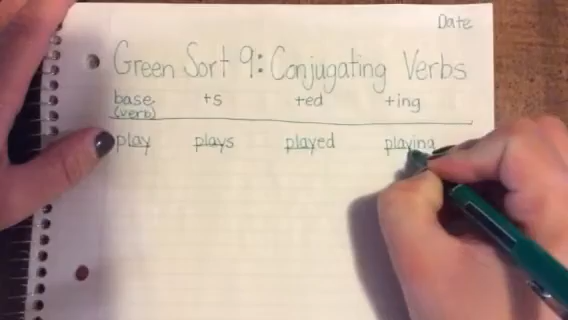 Date
Green Sort 9: Conjugating Verbs
base +s +ed +ing
(verb)
play plays played playing